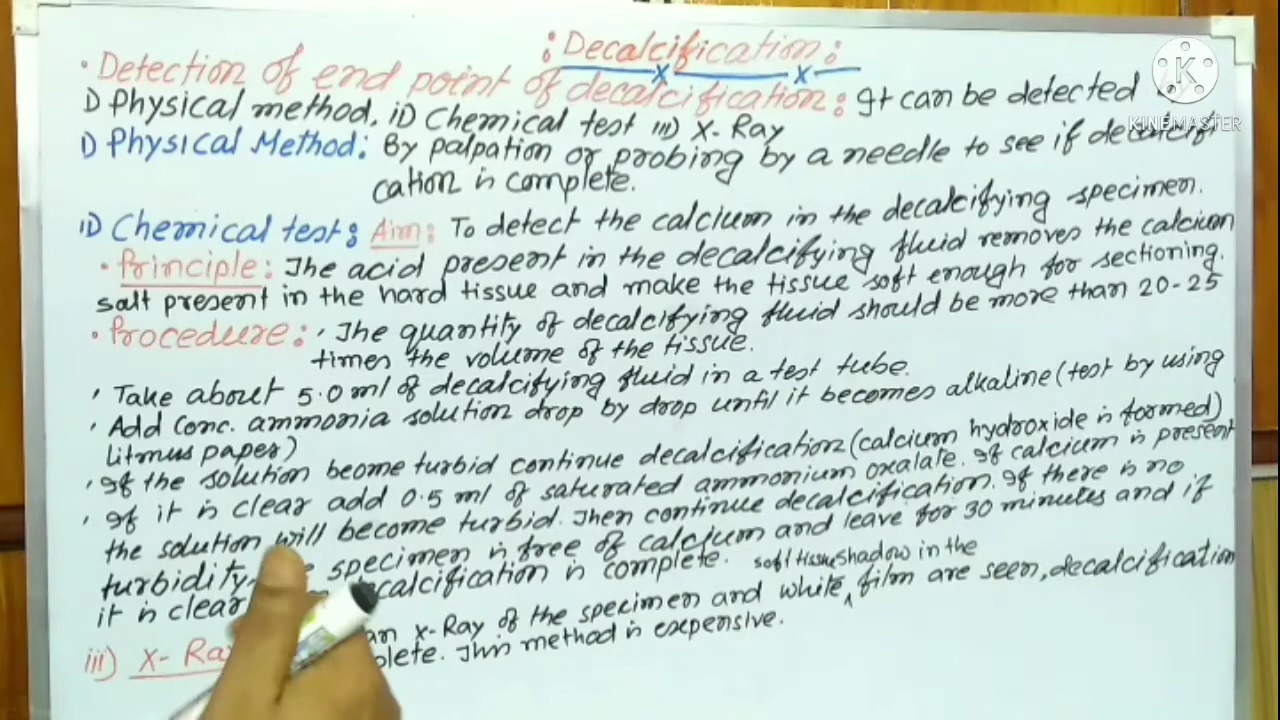 : Decalcification :
• Detection of end point of decalcification: It can be detected
i) Physical method, ii) Chemical test iii) X-Ray
i) Physical Method: By palpation or probing by a needle to see if decalcifi
cation is complete.
ii) Chemical test: Aim: To detect the calcium in the decalcifying specimen.
• Principle: The acid present in the decalcifying fluid removes the calcium
salt present in the hard tissue and make the tissue soft enough for sectioning.
• Procedure: • The quantity of decalcifying fluid should be more than 20-25
times the volume of the tissue.
• Take about 5.0 ml of decalcifying fluid in a test tube.
• Add Conc. ammonia solution drop by drop until it becomes alkaline (test by using
litmus paper)
• If the solution beome turbid continue decalcification (calcium hydroxide is formed)
• If it is clear add 0.5 ml of saturated ammonium oxalate. If calcium is present
the solution will become turbid. Then continue decalcification. If there is no
turbidity specimen is free of calcium and leave for 30 minutes and if
it is clear calcification is complete.
iii) X-Ray an X-Ray of the specimen and white, soft tissue shadow in the film are seen, decalcification
plete. This method is expensive.
K
KINEMASTER